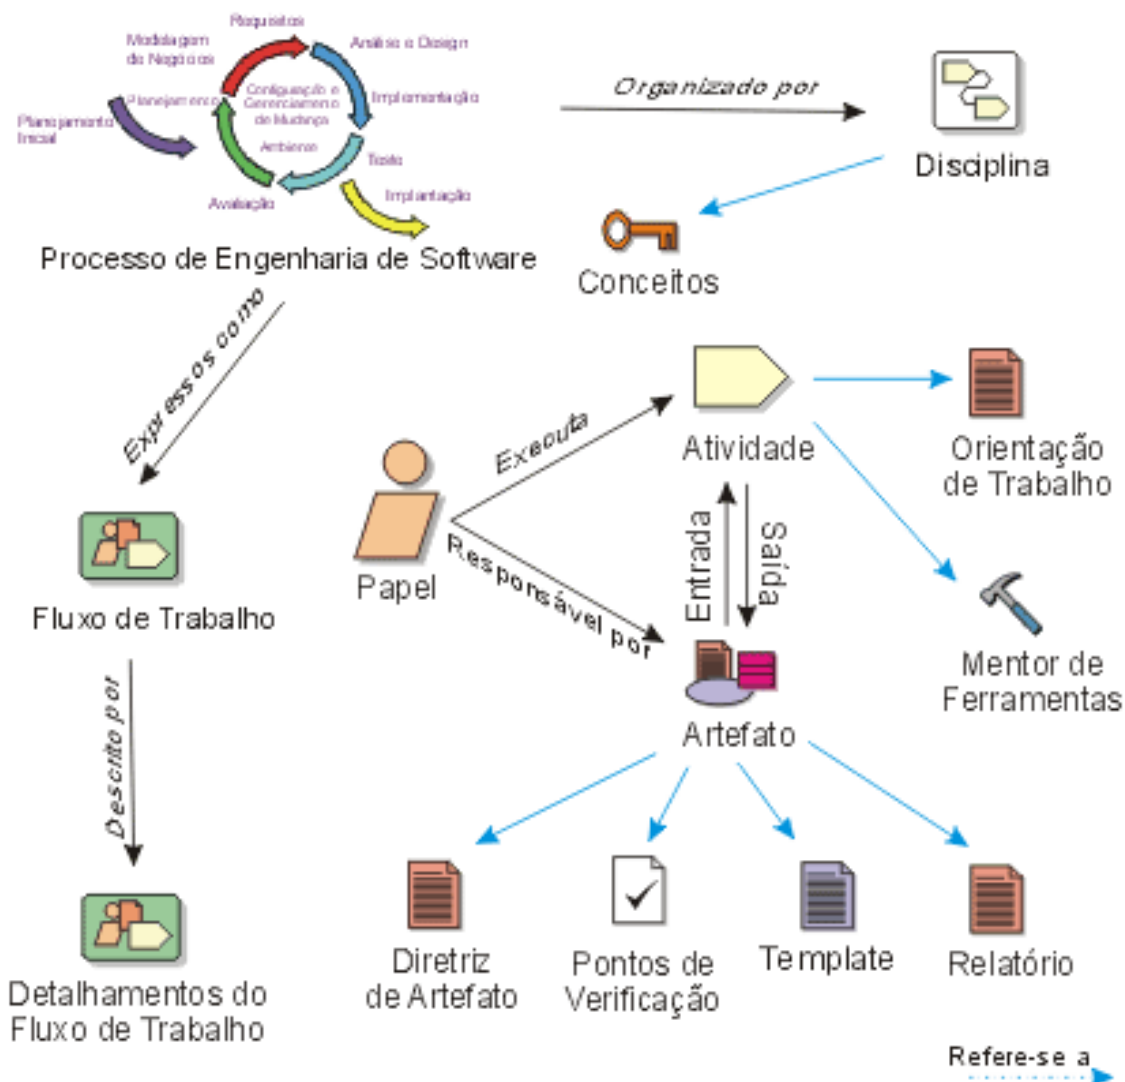 Requisitos
Modelagem
de Negócios
Análise e Design
Planejamento
Configuração e
Gerenciamento
de Mudança
Implementação
Planejamento
Inicial
Ambiente
Teste
Avaliação
Implantação
Processo de Engenharia de Software
Organizado por
Disciplina
Conceitos
Expressos como
Fluxo de Trabalho
Descrito por
Detalhamentos do
Fluxo de Trabalho
Papel
Executa
Responsável por
Atividade
Entrada
Saída
Artefato
Orientação
de Trabalho
Mentor de
Ferramentas
Diretriz
de Artefato
Pontos de
Verificação
Template
Relatório
Refere-se a